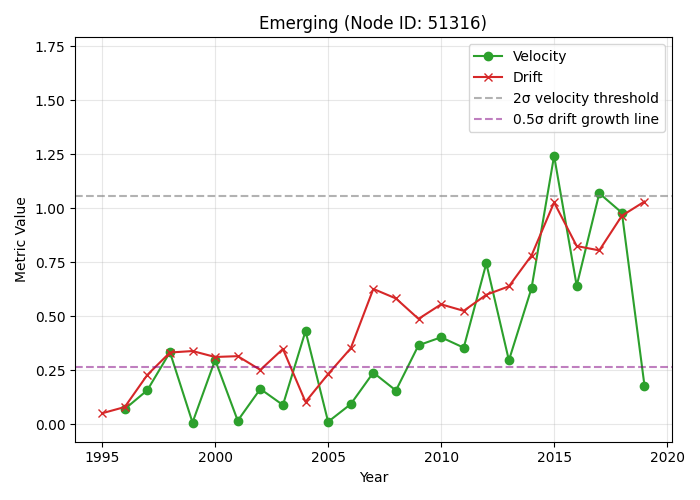 Emerging (Node ID: 51316)
Velocity
Drift
2σ velocity threshold
0.5σ drift growth line
Metric Value
1.75
1.50
1.25
1.00
0.75
0.50
0.25
0.00
1995
2000
2005
2010
2015
2020
Year